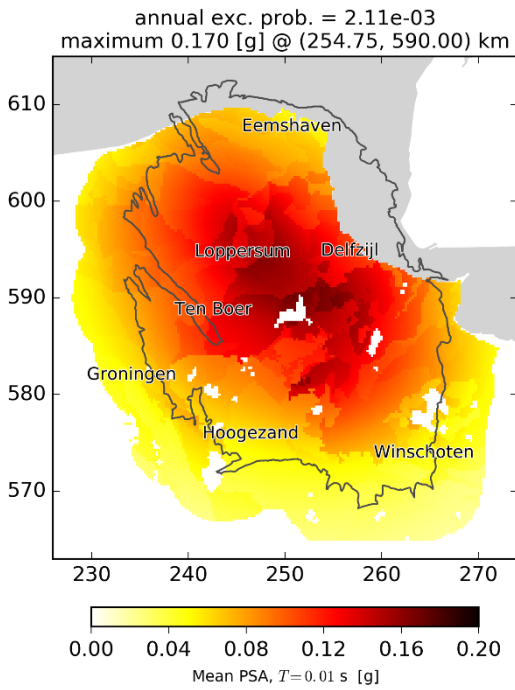 annual exc. prob. = 2.11e-03
maximum 0.170 [g] @ (254.75, 590.00) km
610
Eemshaven
600
Loppersum Delfzijl
590
Ten Boer
Groningen
580
Hoogezand
Winschoten
570
230 240 250 260 270
0.00 0.04 0.08 0.12 0.16 0.20
Mean PSA, T=0.01 s [g]